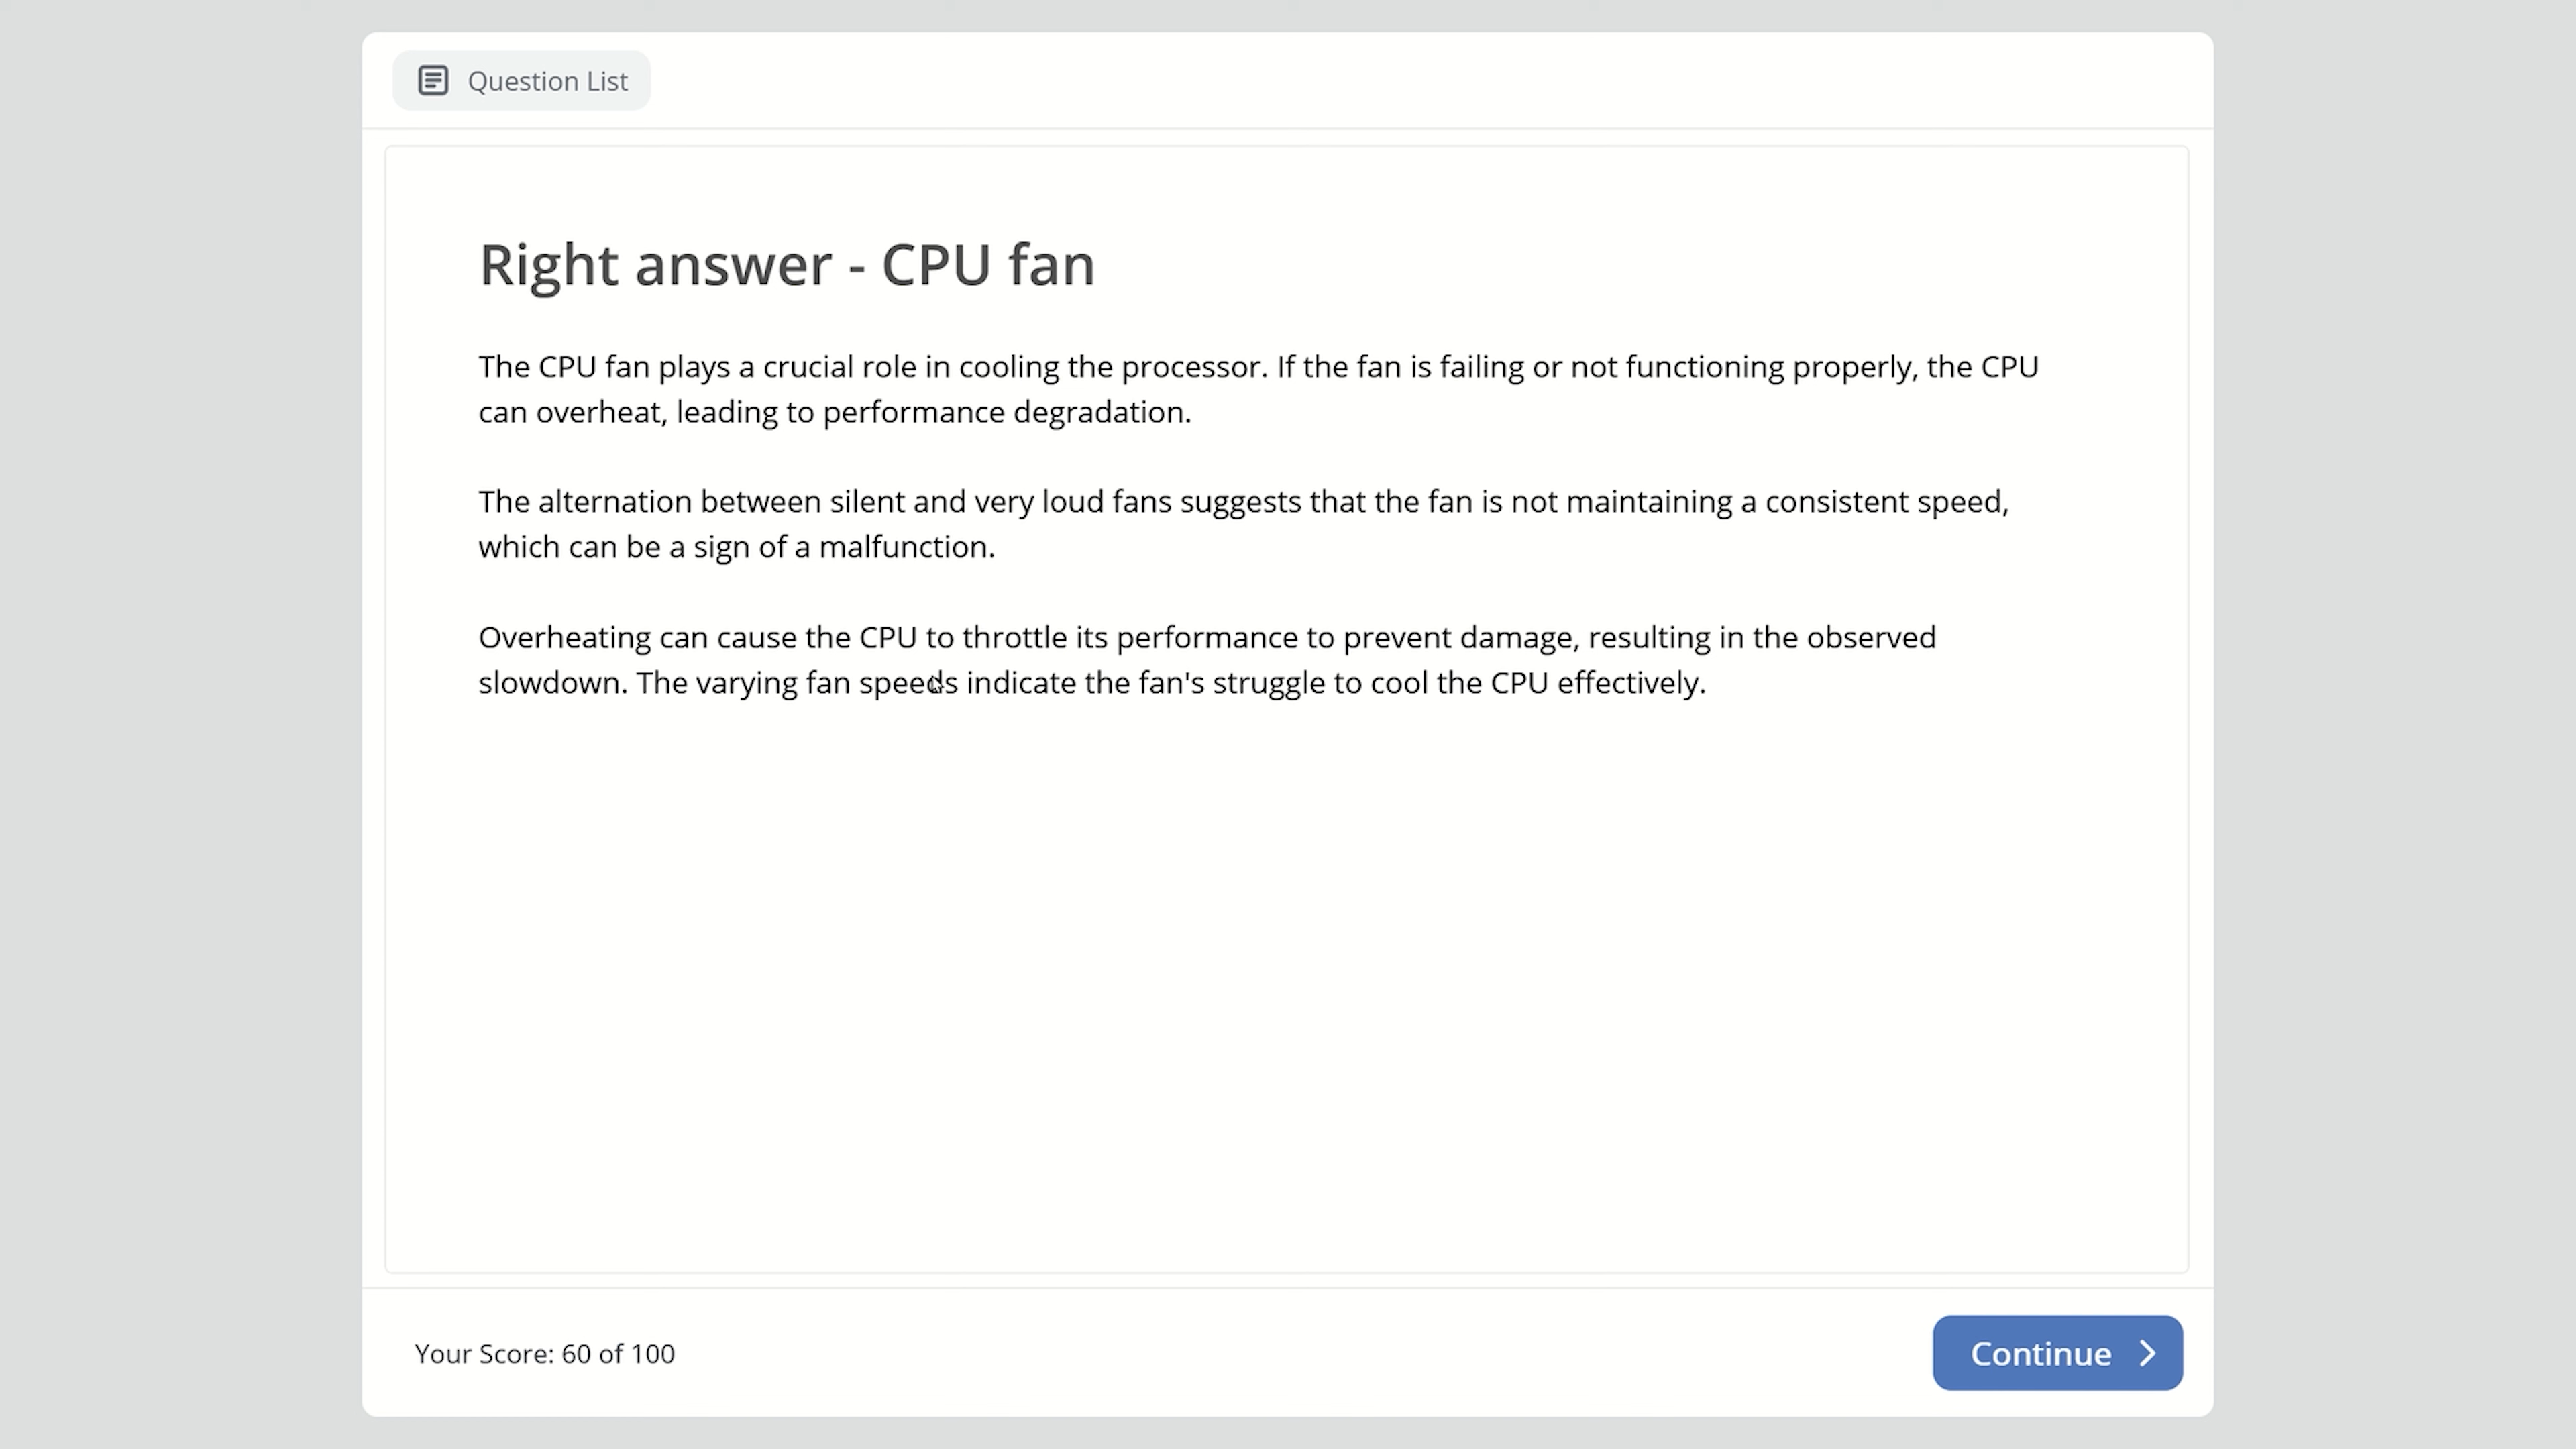 Question List
Right answer - CPU fan
The CPU fan plays a crucial role in cooling the processor. If the fan is failing or not functioning properly, the CPU
can overheat, leading to performance degradation.
The alternation between silent and very loud fans suggests that the fan is not maintaining a consistent speed,
which can be a sign of a malfunction.
Overheating can cause the CPU to throttle its performance to prevent damage, resulting in the observed
slowdown. The varying fan speeds indicate the fan's struggle to cool the CPU effectively.
Your Score: 60 of 100
Continue